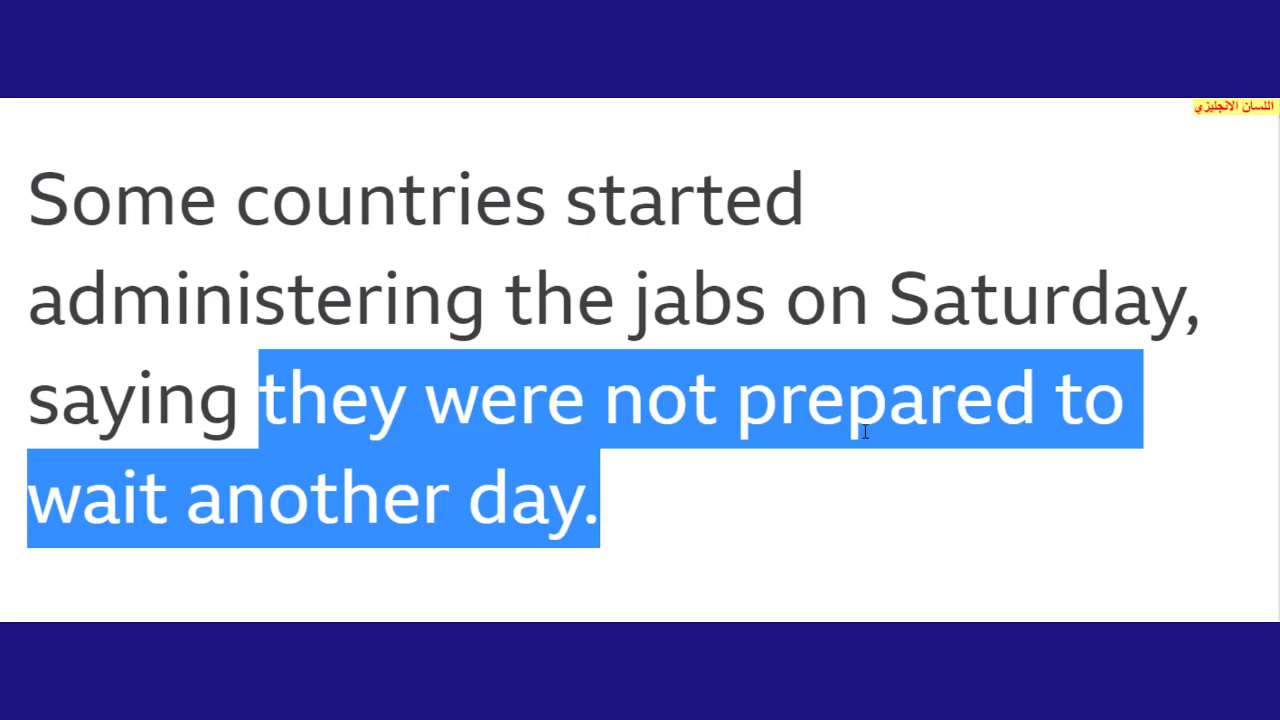 اللسان الانجليزي
Some countries started
administering the jabs on Saturday,
saying they were not prepared to
wait another day.